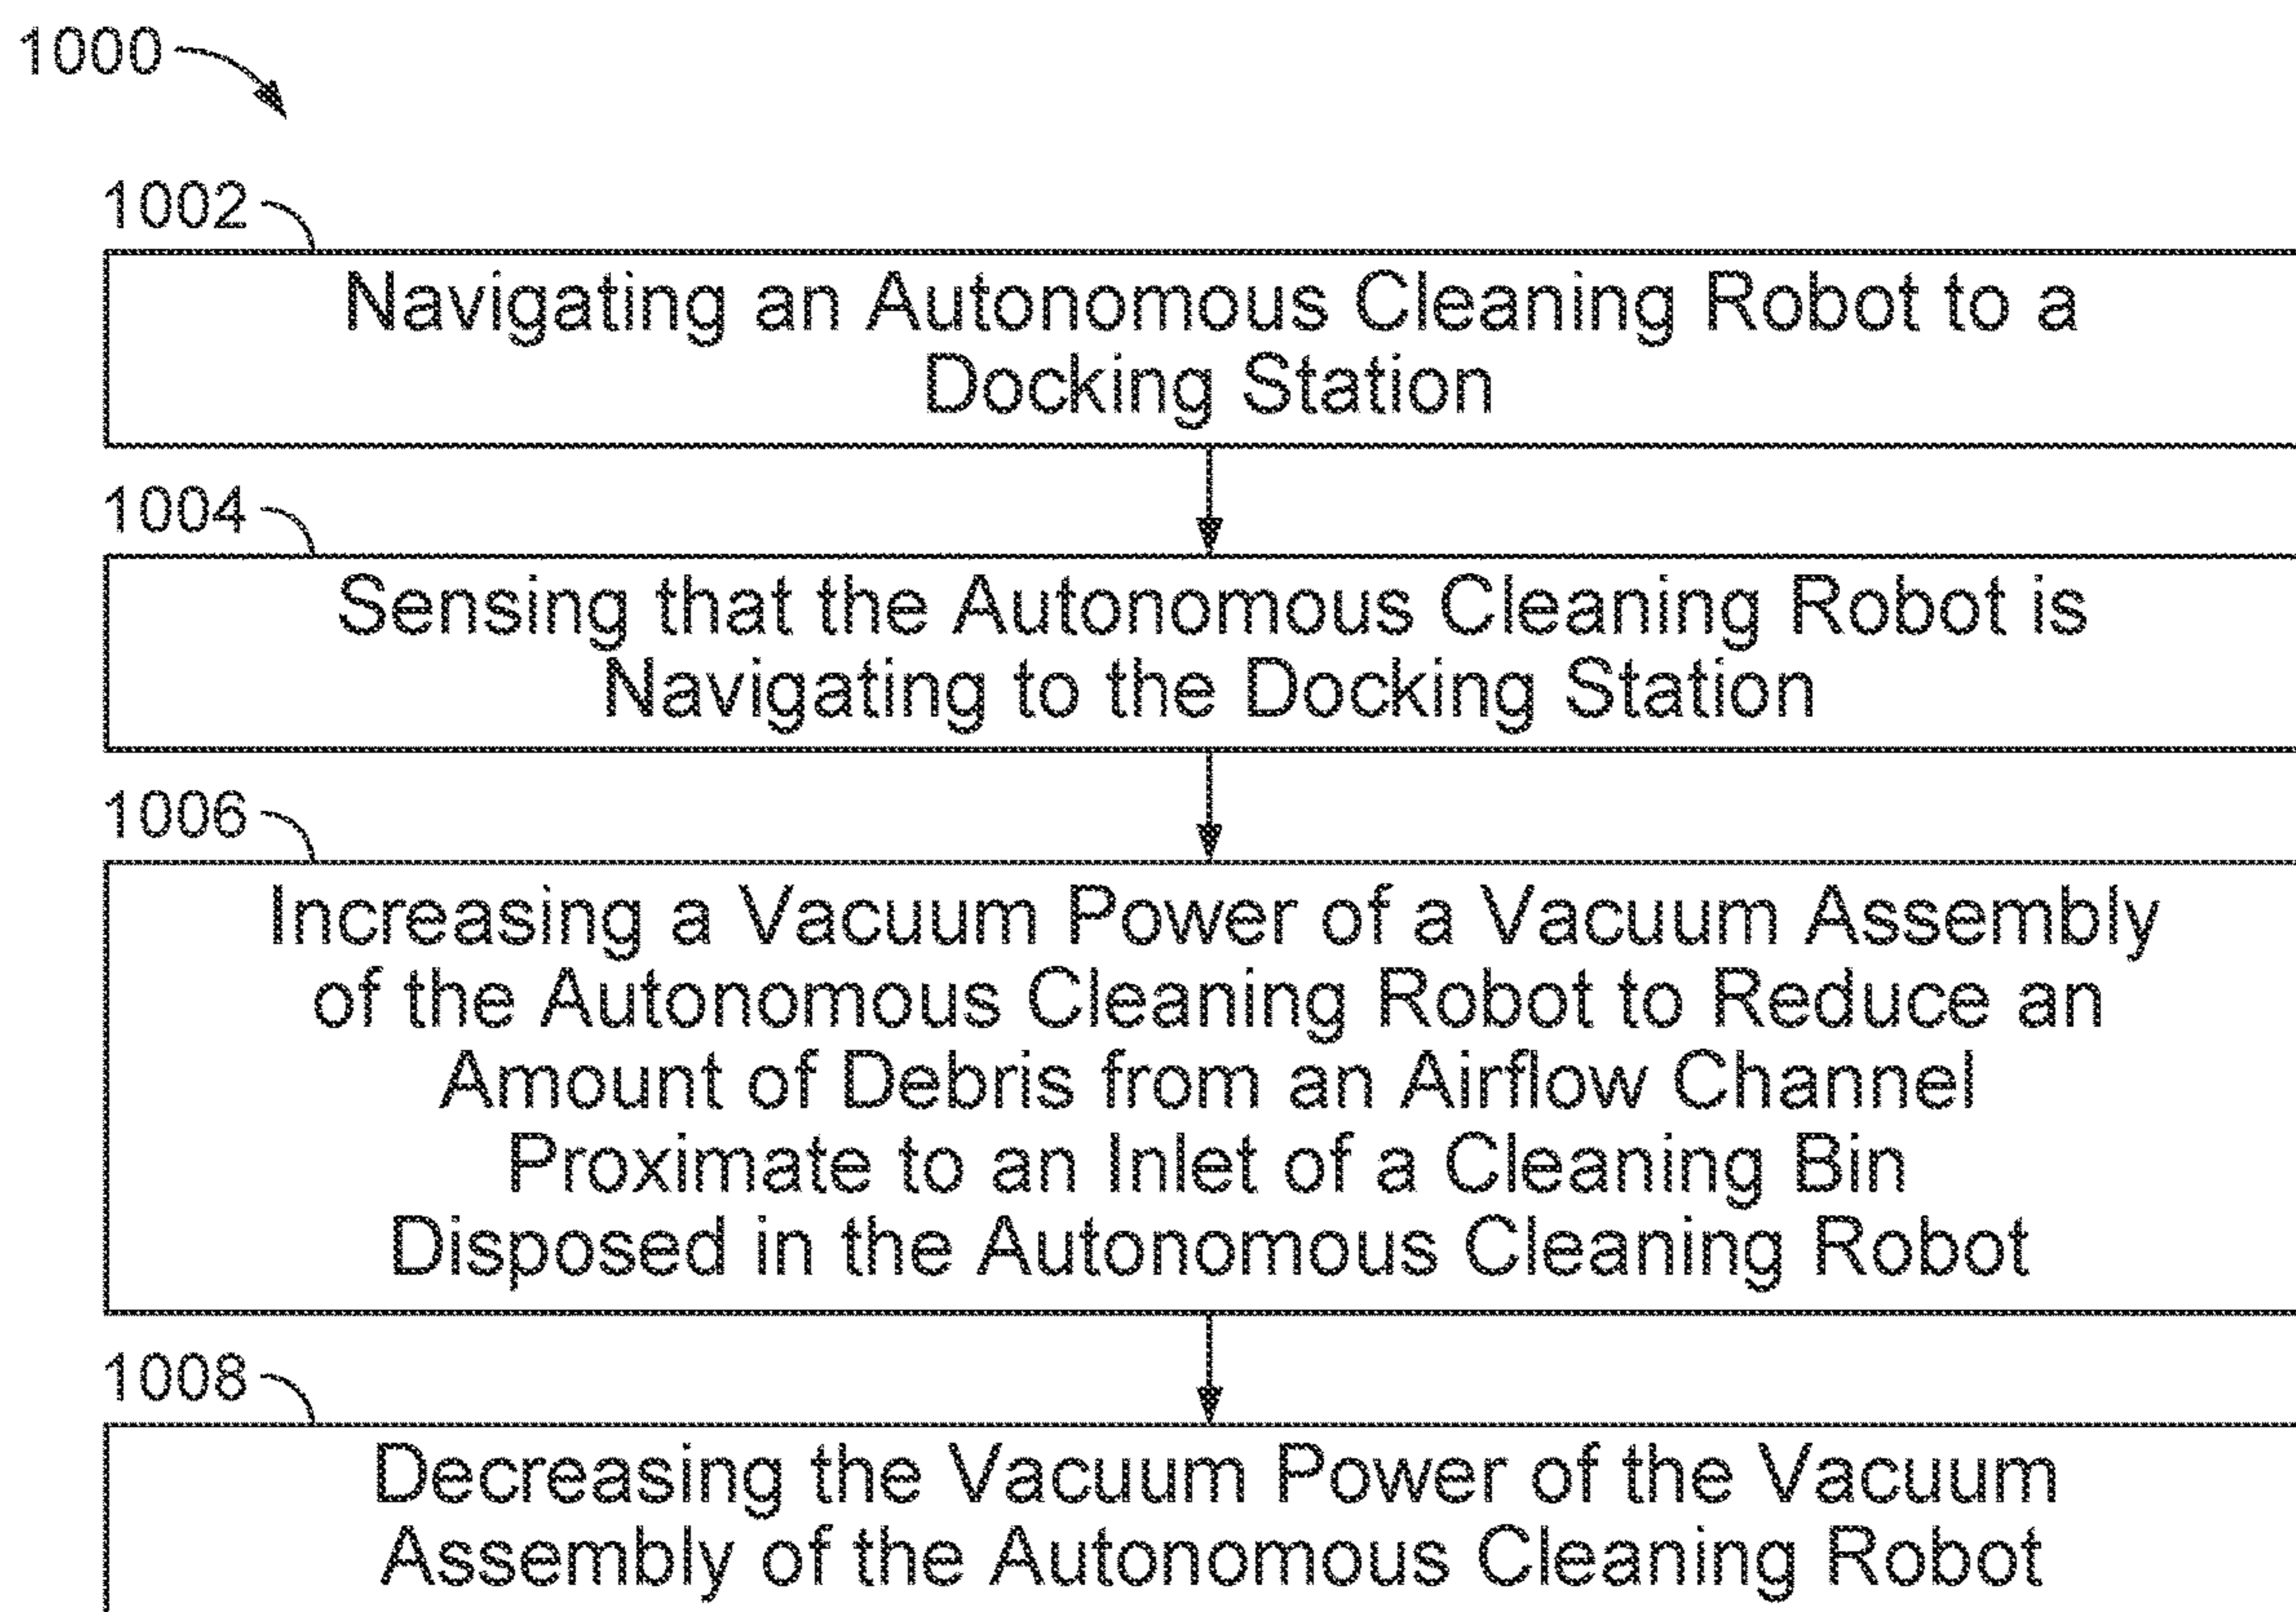 1000
1002
Navigating an Autonomous Cleaning Robot to a
Docking Station
1004
Sensing that the Autonomous Cleaning Robot is
Navigating to the Docking Station
1006
Increasing a Vacuum Power of a Vacuum Assembly
of the Autonomous Cleaning Robot to Reduce an
Amount of Debris from an Airflow Channel
Proximate to an Inlet of a Cleaning Bin
Disposed in the Autonomous Cleaning Robot
1008
Decreasing the Vacuum Power of the Vacuum
Assembly of the Autonomous Cleaning Robot